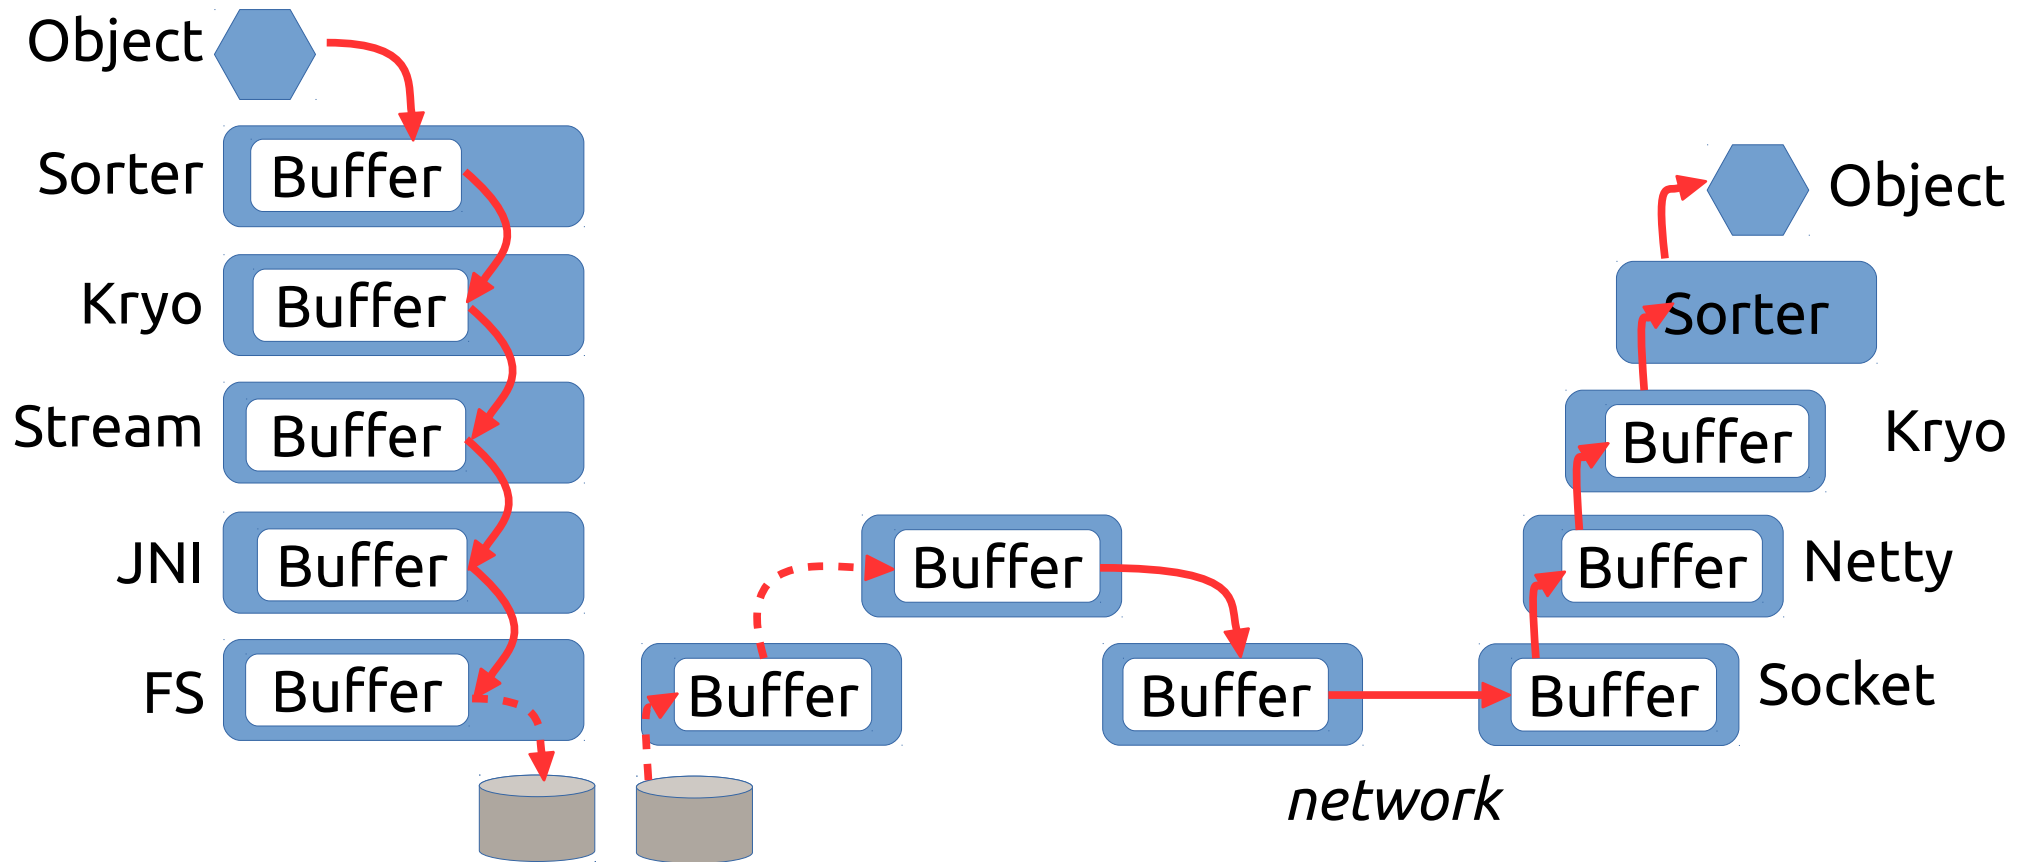 Object
Sorter
Buffer
Kryo
Buffer
Stream
Buffer
JNI
Buffer
FS
Buffer
Buffer
Buffer
Buffer
network
Buffer
Socket
Buffer
Netty
Buffer
Kryo
Sorter
Object